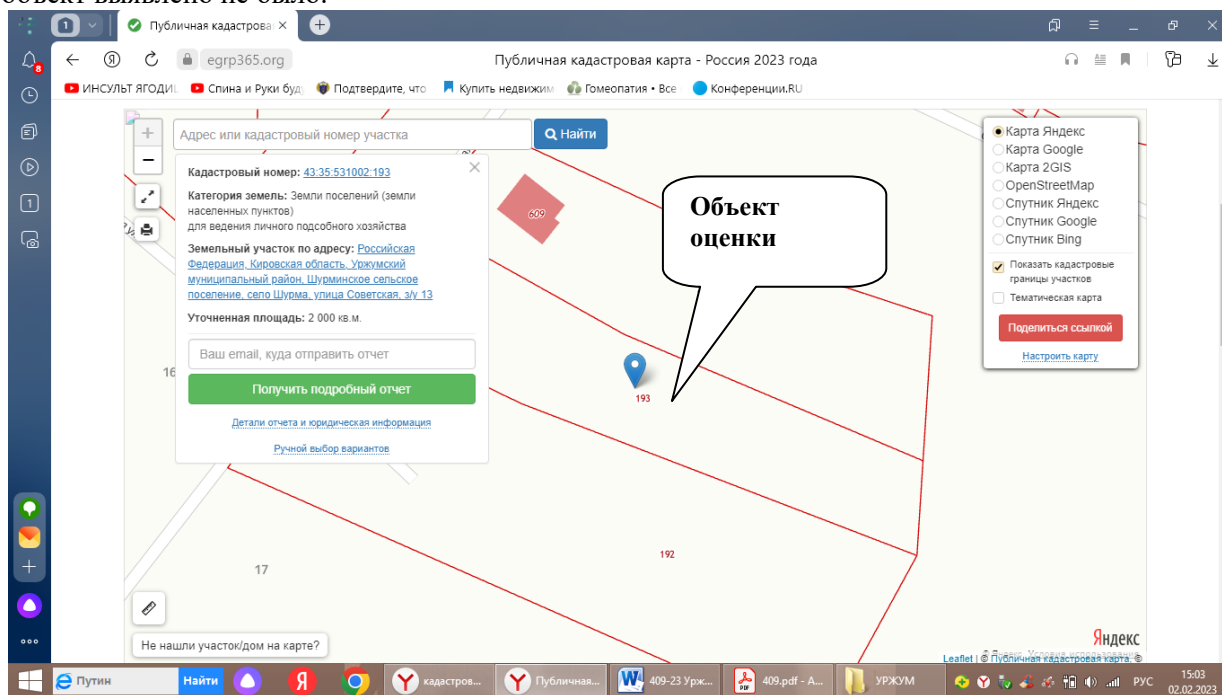 объект выявлено не было.
1
Публичная кадастрова
egrp365.org
Публичная кадастровая карта - Россия 2023 года
8
ИНСУЛЬТ ЯГОДИЦ
Спина и Руки буд
Подтвердите, что
Купить недвижим
Гомеопатия • Все
Конференции.RU
1
+
−
Адрес или кадастровый номер участка
Найти
Кадастровый номер: 43:35:531002:193
Категория земель: Земли поселений (земли
населенных пунктов)
для ведения личного подсобного хозяйства
Земельный участок по адресу: Российская
Федерация, Кировская область, Уржумский
муниципальный район, Шурминское сельское
поселение, село Шурма, улица Советская, з/у 13
Уточненная площадь: 2 000 кв.м.
Ваш email, куда отправить отчет
Получить подробный отчет
Детали отчета и юридическая информация
Ручной выбор вариантов
609
Объект
оценки
193
192
16
17
Карта Яндекс
Карта Google
Карта 2GIS
OpenStreetMap
Спутник Яндекс
Спутник Google
Спутник Bing
Показать кадастровые
границы участков
Тематическая карта
Поделиться ссылкой
Настроить карту
Не нашли участок/дом на карте?
Яндекс
© Яндекс Условия использования
Leaflet | © Публичная кадастровая карта, ©
Путин
Найти
Я
кадастров...
Публичная...
409-23 Урж...
409.pdf - A...
УРЖУМ
РУС
15:03
02.02.2023